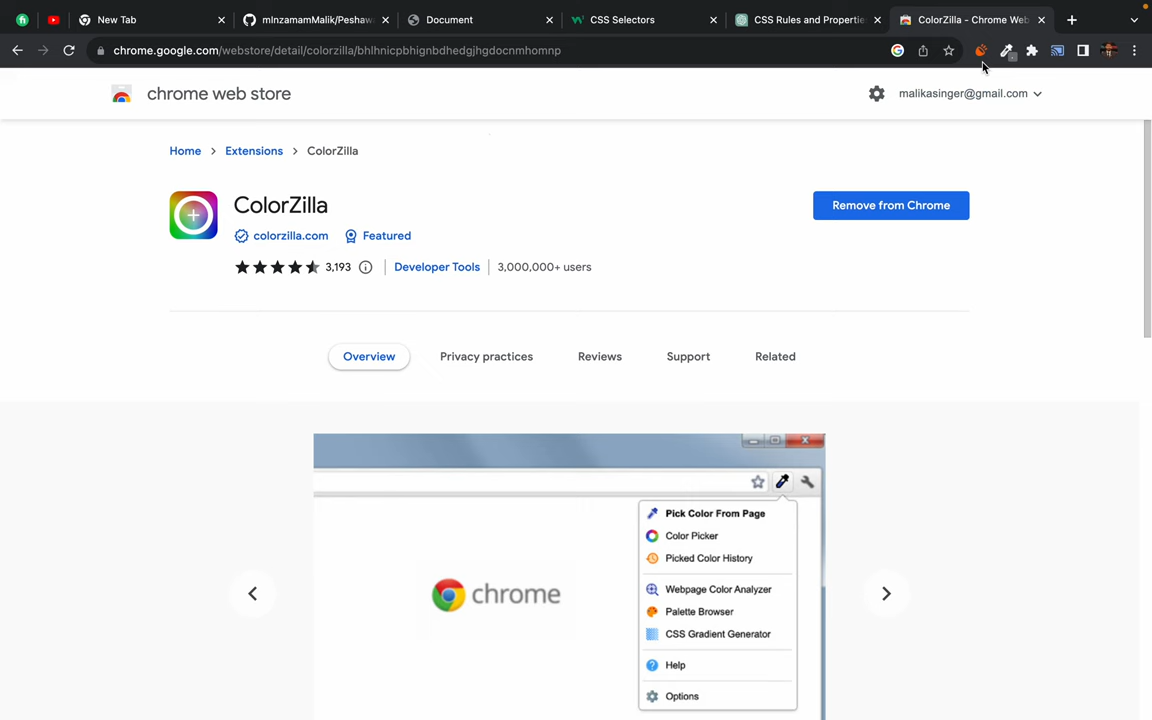 New Tab
mInzamamMalik/Peshawa
Document
CSS Selectors
CSS Rules and Propertie
ColorZilla - Chrome Web
chrome.google.com/webstore/detail/colorzilla/bhlhnicpbhignbdhedgjhgdocnmhomnp
chrome web store
malikasinger@gmail.com
Home > Extensions > ColorZilla
ColorZilla
Remove from Chrome
colorzilla.com Featured
3,193 Developer Tools 3,000,000+ users
Overview Privacy practices Reviews Support Related
Pick Color From Page
Color Picker
Picked Color History
chrome
Webpage Color Analyzer
Palette Browser
CSS Gradient Generator
Help
Options